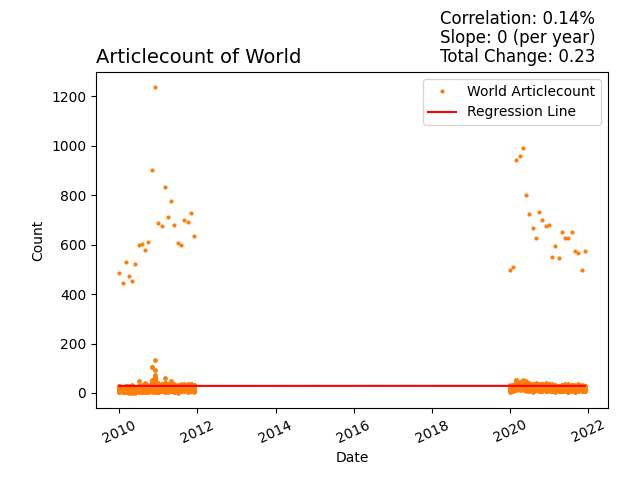 Correlation: 0.14%
Slope: 0 (per year)
Total Change: 0.23
Articlecount of World
World Articlecount
Regression Line
1200
1000
800
600
400
200
0
Count
2010
2012
2014
2016
2018
2020
2022
Date